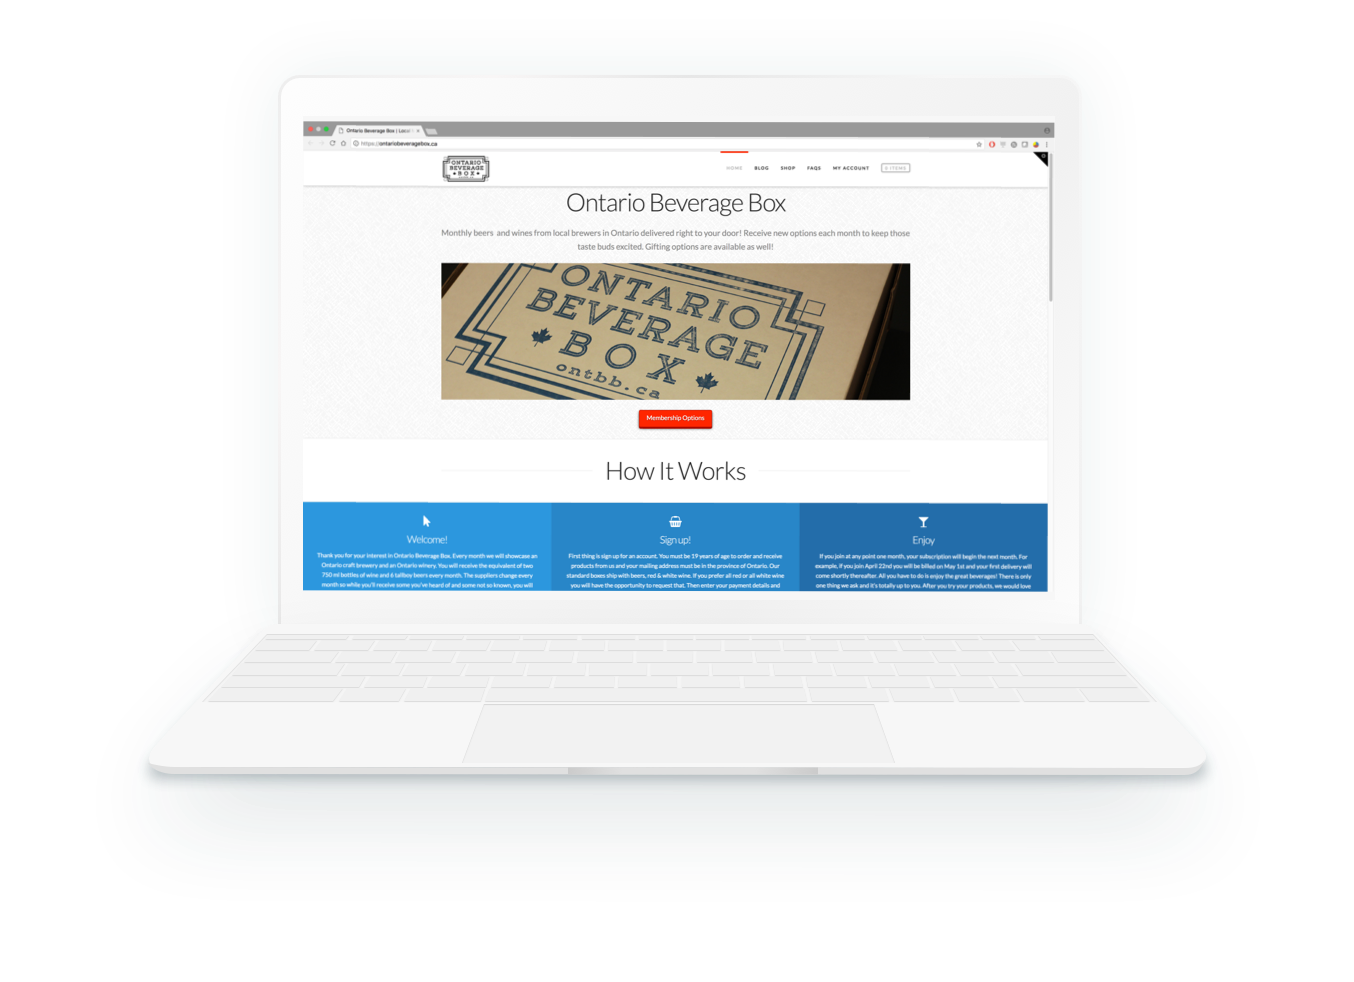 Ontario Beverage Box | Local
https://ontariobeveragebox.ca
ONTARIO
BEVERAGE
BOX
HOME BLOG SHOP FAQS MY ACCOUNT 0 ITEMS
Ontario Beverage Box
Monthly beers and wines from local brewers in Ontario delivered right to your door! Receive new options each month to keep those
taste buds excited. Gifting options are available as well!
ONTARIO
BEVERAGE
BOX
ontbb.ca
Membership Options
How It Works
Welcome!
Thank you for your interest in Ontario Beverage Box. Every month we will showcase an
Ontario craft brewery and an Ontario winery. You will receive the equivalent of two
750 ml bottles of wine and 6 tallboy beers every month. The suppliers change every
month so while you'll receive some you've heard of and some not so known, you will
Sign up!
First thing is sign up for an account. You must be 19 years of age to order and receive
products from us and your mailing address must be in the province of Ontario. Our
standard boxes ship with beers, red & white wine. If you prefer all red or all white wine
you will have the opportunity to request that. Then enter your payment details and
Enjoy
If you join at any point one month, your subscription will begin the next month. For
example, if you join April 22nd you will be billed on May 1st and your first delivery will
come shortly thereafter. All you have to do is enjoy the great beverages! There is only
one thing we ask and it's totally up to you. After you try your products, we would love